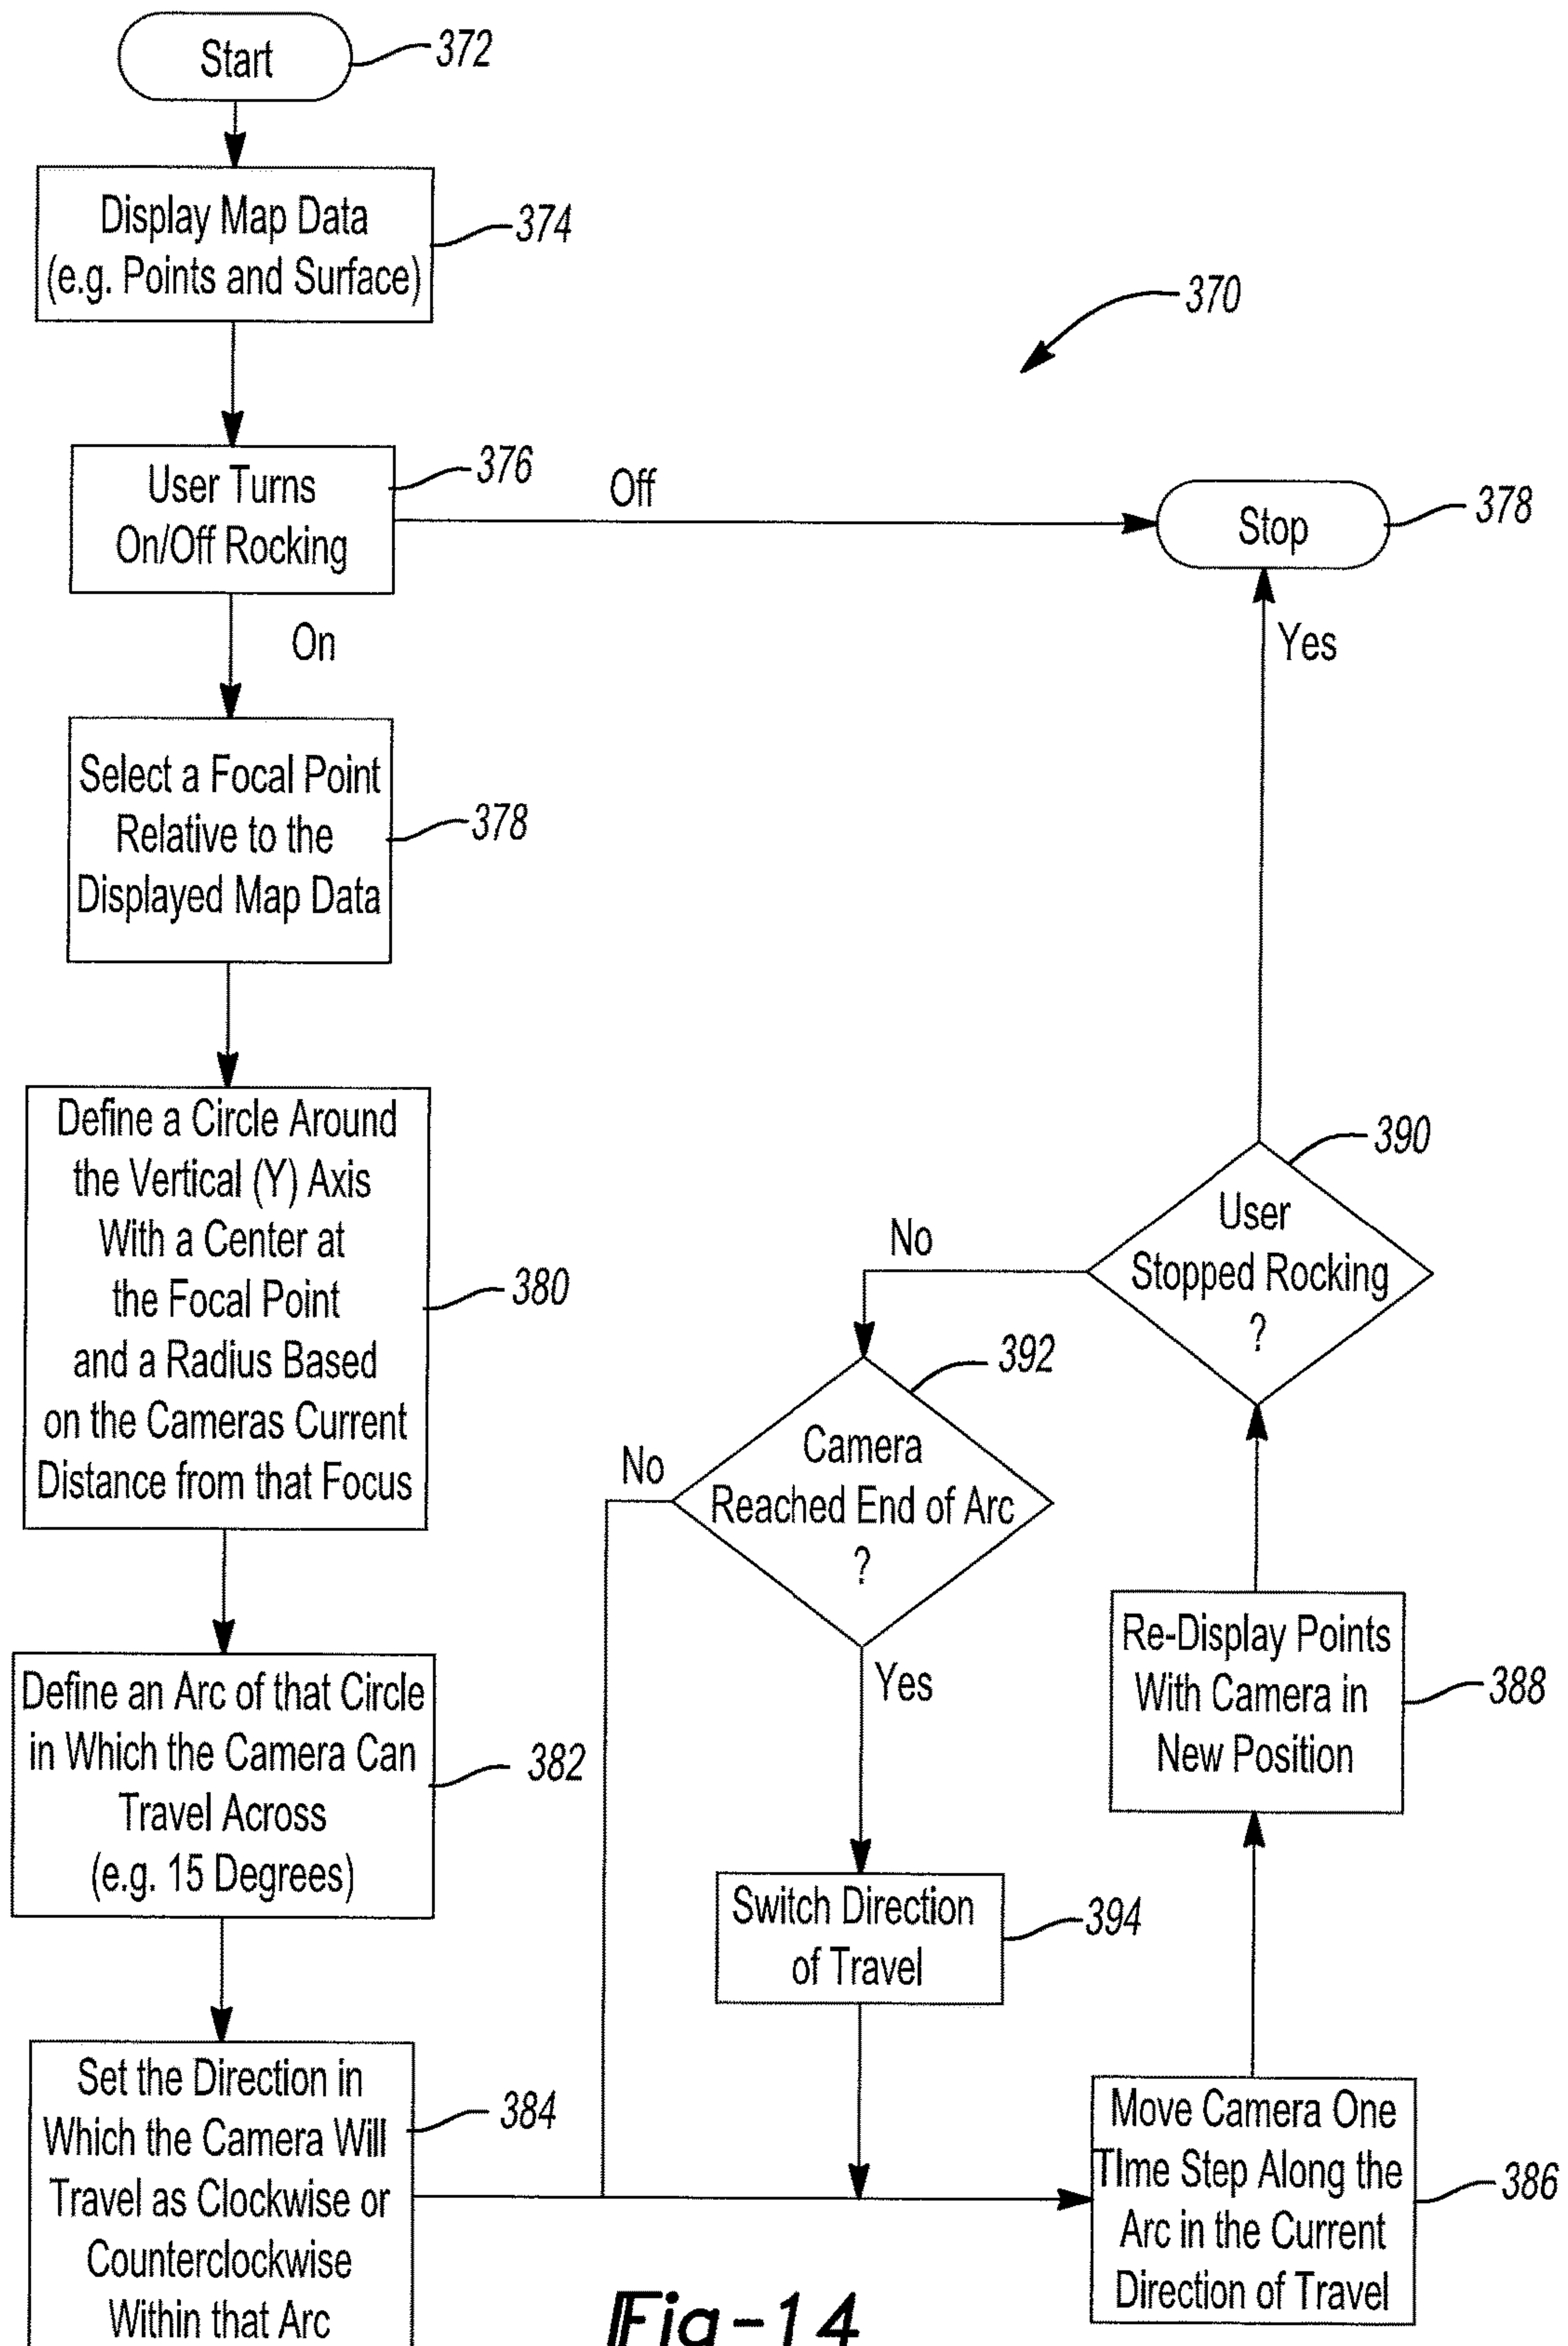 Start
372
Display Map Data
(e.g. Points and Surface)
374
370
User Turns
On/Off Rocking
376
Off
Stop
378
On
Yes
Select a Focal Point
Relative to the
Displayed Map Data
378
Define a Circle Around
the Vertical (Y) Axis
With a Center at
the Focal Point
and a Radius Based
on the Cameras Current
Distance from that Focus
380
User
Stopped Rocking
?
390
No
Camera
Reached End of Arc
?
392
No
Yes
Re-Display Points
With Camera in
New Position
388
Define an Arc of that Circle
in Which the Camera Can
Travel Across
(e.g. 15 Degrees)
382
Switch Direction
of Travel
394
Set the Direction in
Which the Camera Will
Travel as Clockwise or
Counterclockwise
Within that Arc
384
Move Camera One
TIme Step Along the
Arc in the Current
Direction of Travel
386
Fig-14